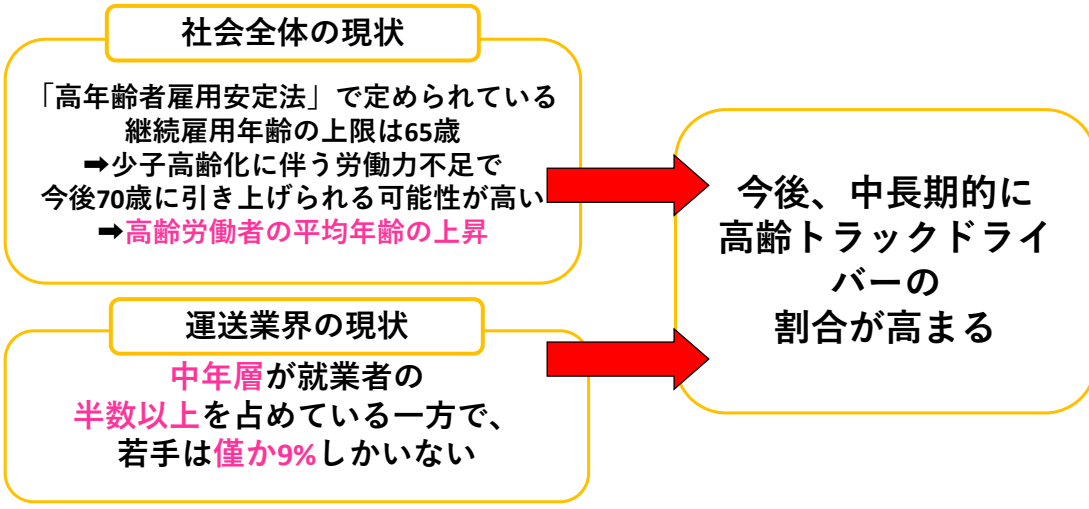 社会全体の現状
「高年齢者雇用安定法」で定められている
継続雇用年齢の上限は65歳
➡少子高齢化に伴う労働力不足で
今後70歳に引き上げられる可能性が高い
➡高齢労働者の平均年齢の上昇
運送業界の現状
中年層が就業者の
半数以上を占めている一方で、
若手は僅か9%しかいない
今後、中長期的に
高齢トラックドライ
バーの
割合が高まる